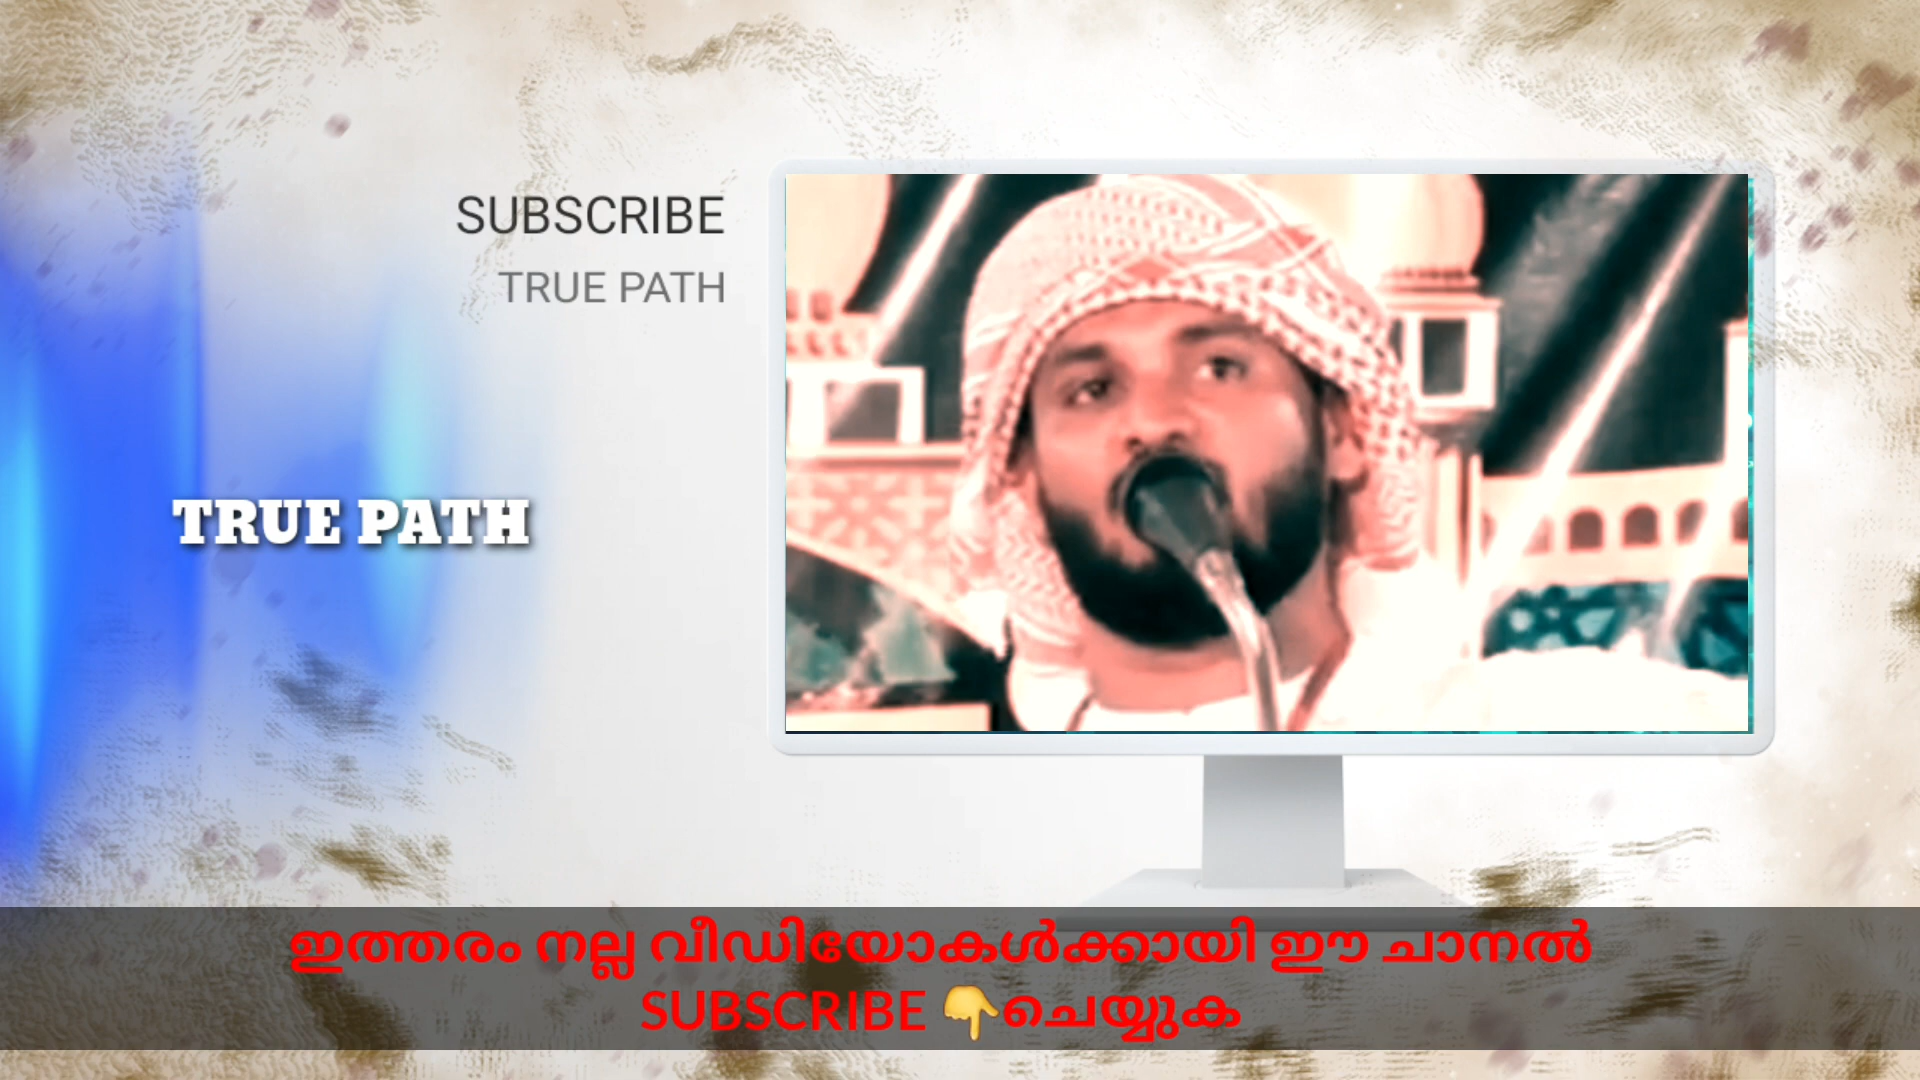 SUBSCRIBE
TRUE PATH
TRUE PATH
ഇത്തരം നല്ല വീഡിയോകൾക്കായി ഈ ചാനൽ
SUBSCRIBE 👇ചെയ്യുക